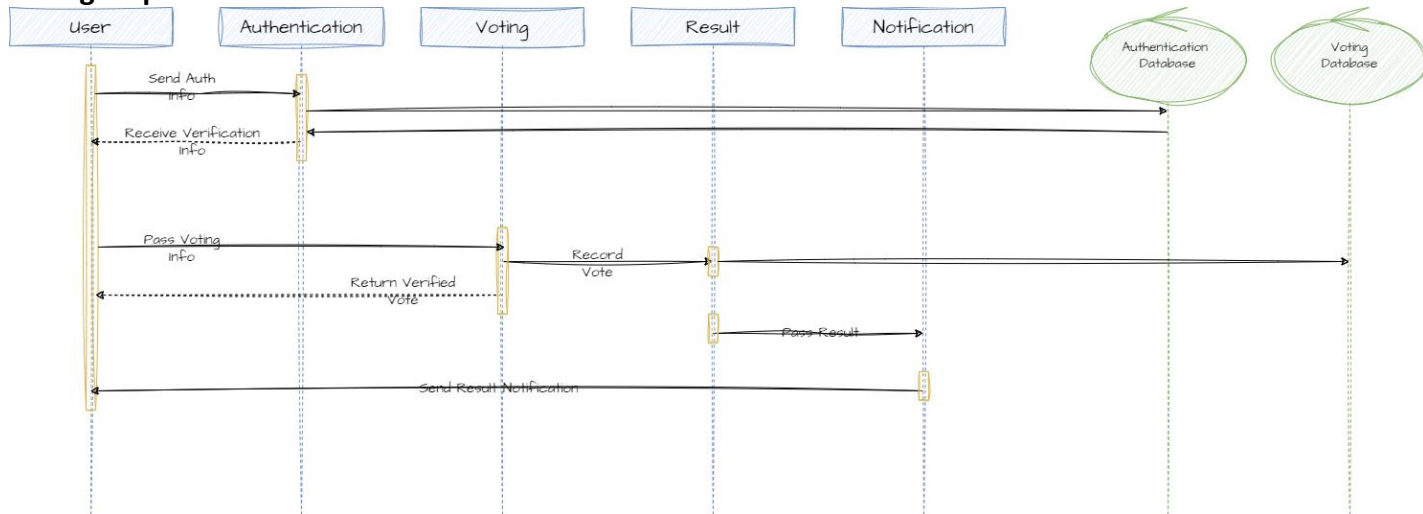 User
Authentication
Voting
Result
Notification
Authentication
Database
Voting
Database
Send Auth
Info
Receive Verification
Info
Pass Voting
Info
Record
Vote
Return Verified
Vote
Pass Result
Send Result Notification